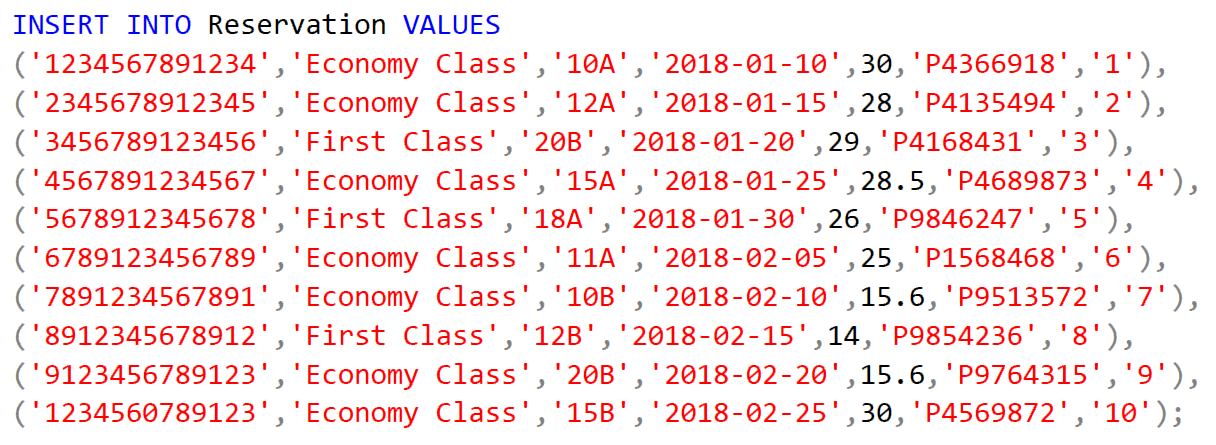 INSERT INTO Reservation VALUES
('1234567891234','Economy Class','10A','2018-01-10',30,'P4366918','1'),
('2345678912345','Economy Class','12A','2018-01-15',28,'P4135494','2'),
('3456789123456','First Class','20B','2018-01-20',29,'P4168431','3'),
('4567891234567','Economy Class','15A','2018-01-25',28.5,'P4689873','4'),
('5678912345678','First Class','18A','2018-01-30',26,'P9846247','5'),
('6789123456789','Economy Class','11A','2018-02-05',25,'P1568468','6'),
('7891234567891','Economy Class','10B','2018-02-10',15.6,'P9513572','7'),
('8912345678912','First Class','12B','2018-02-15',14,'P9854236','8'),
('9123456789123','Economy Class','20B','2018-02-20',15.6,'P9764315','9'),
('1234560789123','Economy Class','15B','2018-02-25',30,'P4569872','10');